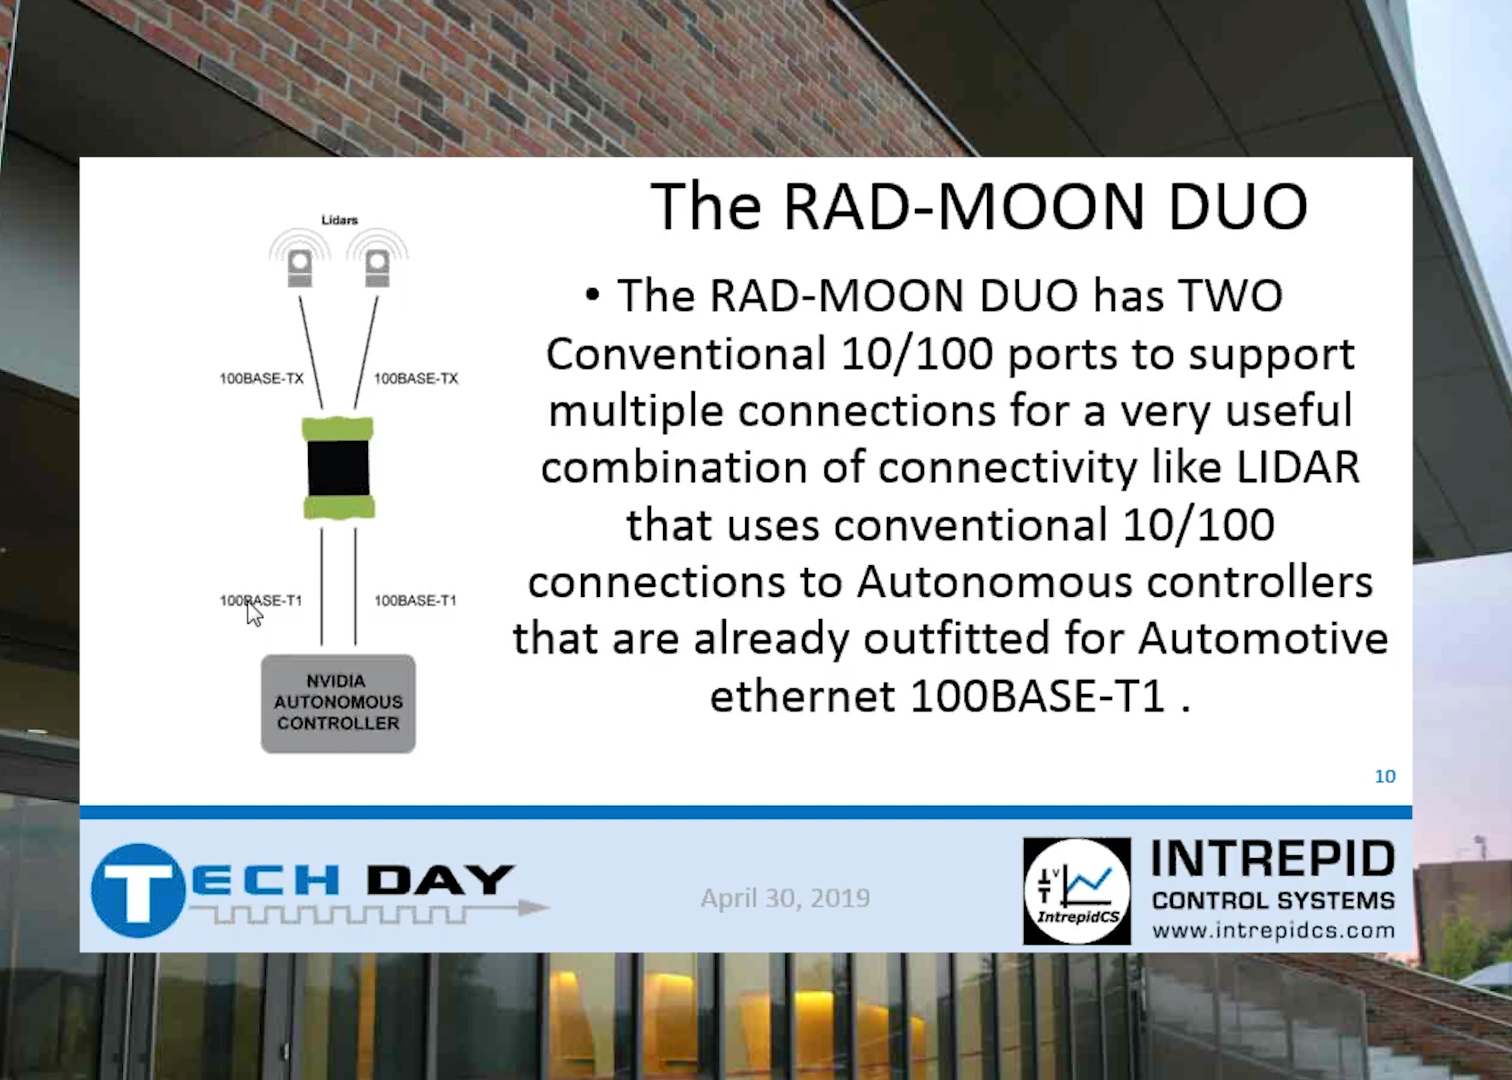 The RAD-MOON DUO
Lidars
100BASE-TX
100BASE-TX
100BASE-T1
100BASE-T1
NVIDIA
AUTONOMOUS
CONTROLLER
• The RAD-MOON DUO has TWO
Conventional 10/100 ports to support
multiple connections for a very useful
combination of connectivity like LIDAR
that uses conventional 10/100
connections to Autonomous controllers
that are already outfitted for Automotive
ethernet 100BASE-T1 .
10
TECH DAY
April 30, 2019
IntrepidCS
INTREPID
CONTROL SYSTEMS
www.intrepidcs.com